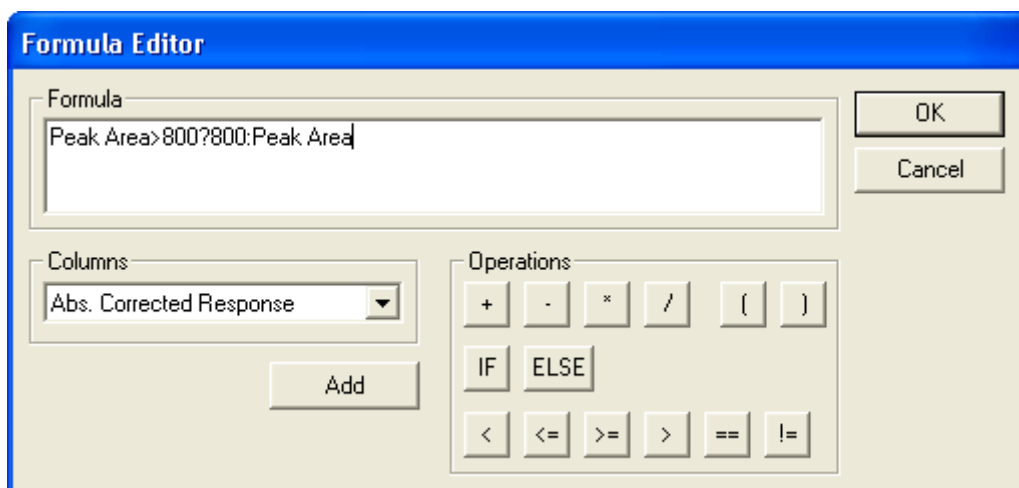 Formula Editor
Formula
Peak Area>800?800:Peak Area
OK
Cancel
Columns
Abs. Corrected Response
Add
Operations
+ - * / ( )
IF ELSE
< <= >= > == !=